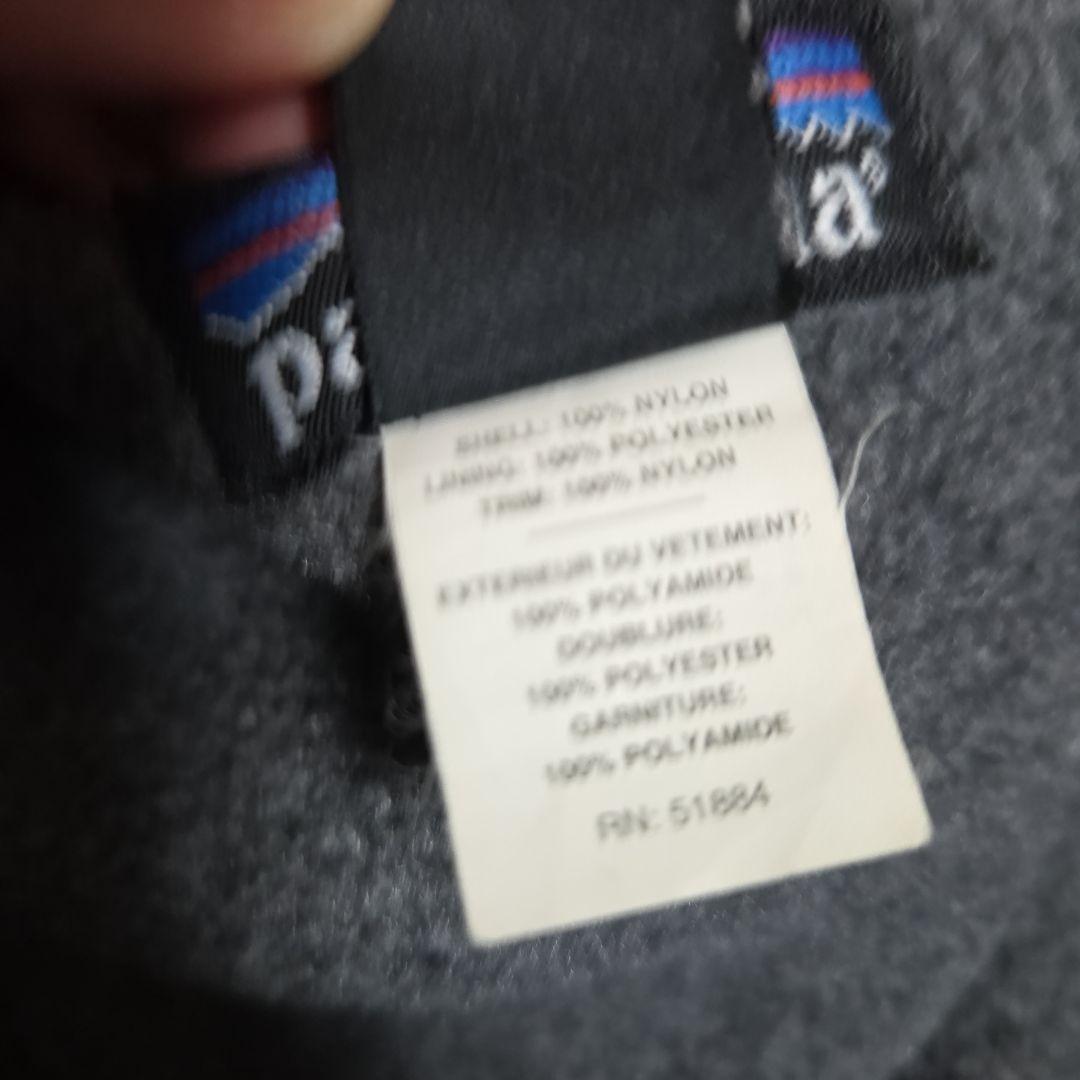 pa
a®
SHELL: 100% NYLON
LINING: 100% POLYESTER
TRIM: 100% NYLON
EXTERIEUR DU VETEMENT:
100% POLYAMIDE
DOUBLURE:
100% POLYESTER
GARNITURE:
100% POLYAMIDE
RN: 51884